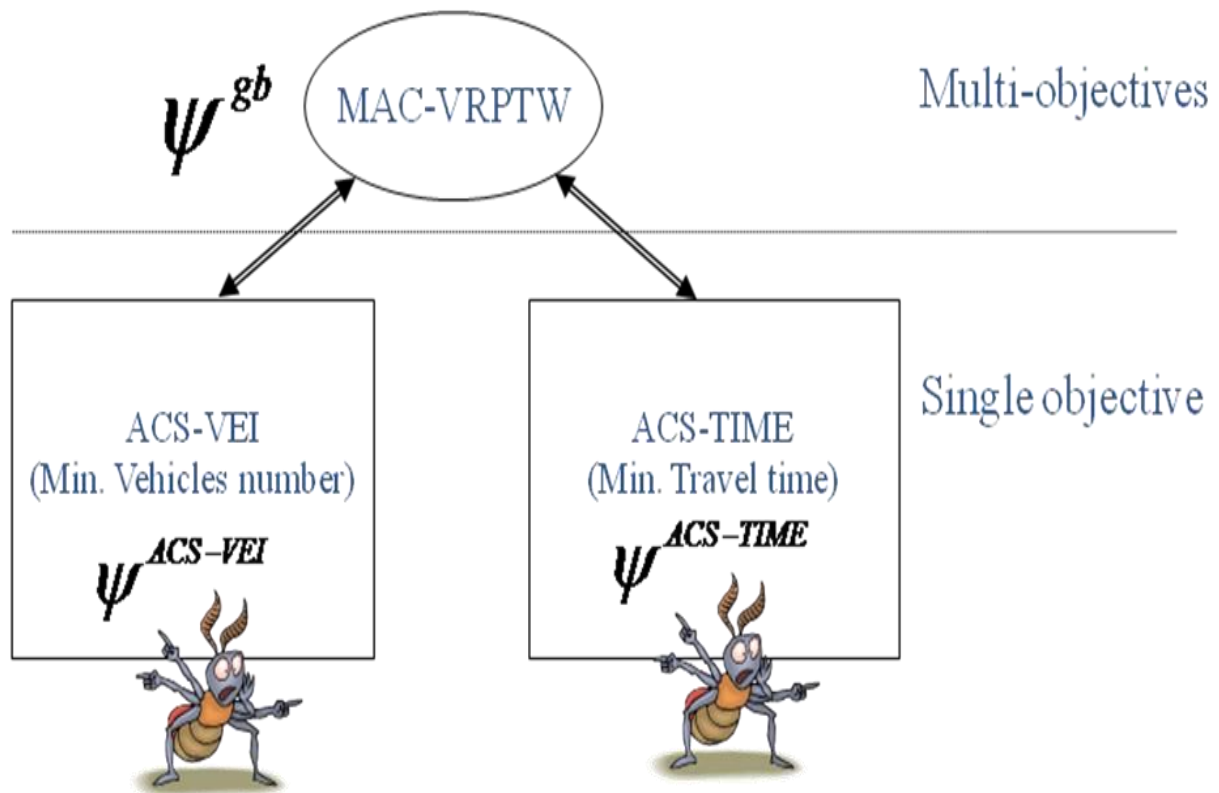 ψ^gb
MAC-VRPTW
Multi-objectives
ACS-VEI
(Min. Vehicles number)
ψ^ACS-VEI
ACS-TIME
(Min. Travel time)
ψ^ACS-TIME
Single objective